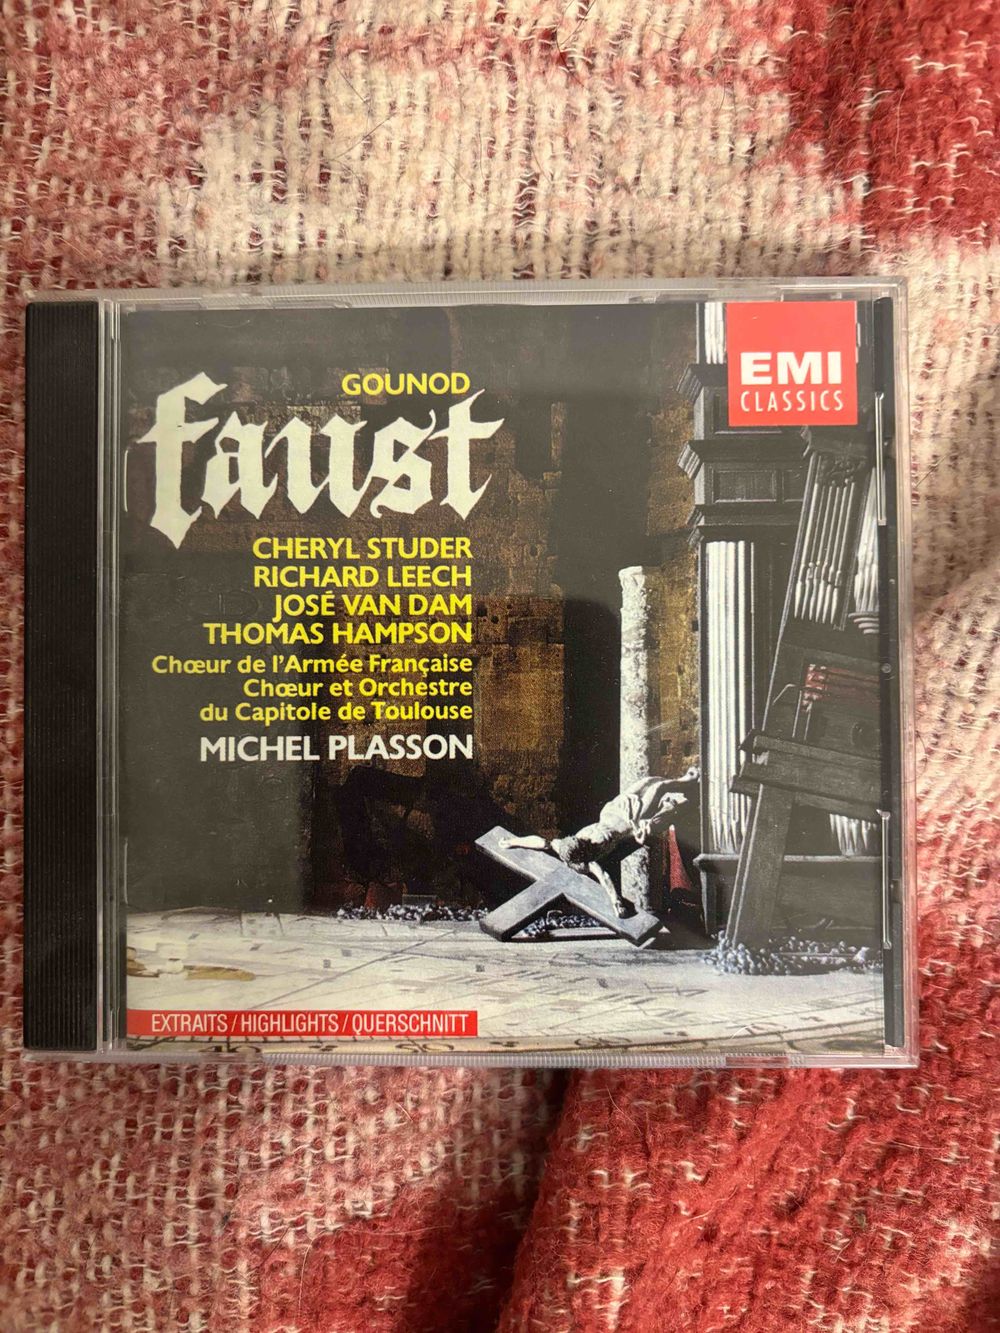 GOUNOD
faust
EMI
CLASSICS
CHERYL STUDER
RICHARD LEECH
JOSÉ VAN DAM
THOMAS HAMPSON
Chœur de l'Armée Française
Chœur et Orchestre
du Capitole de Toulouse
MICHEL PLASSON
EXTRAITS/HIGHLIGHTS/QUERSCHNITT